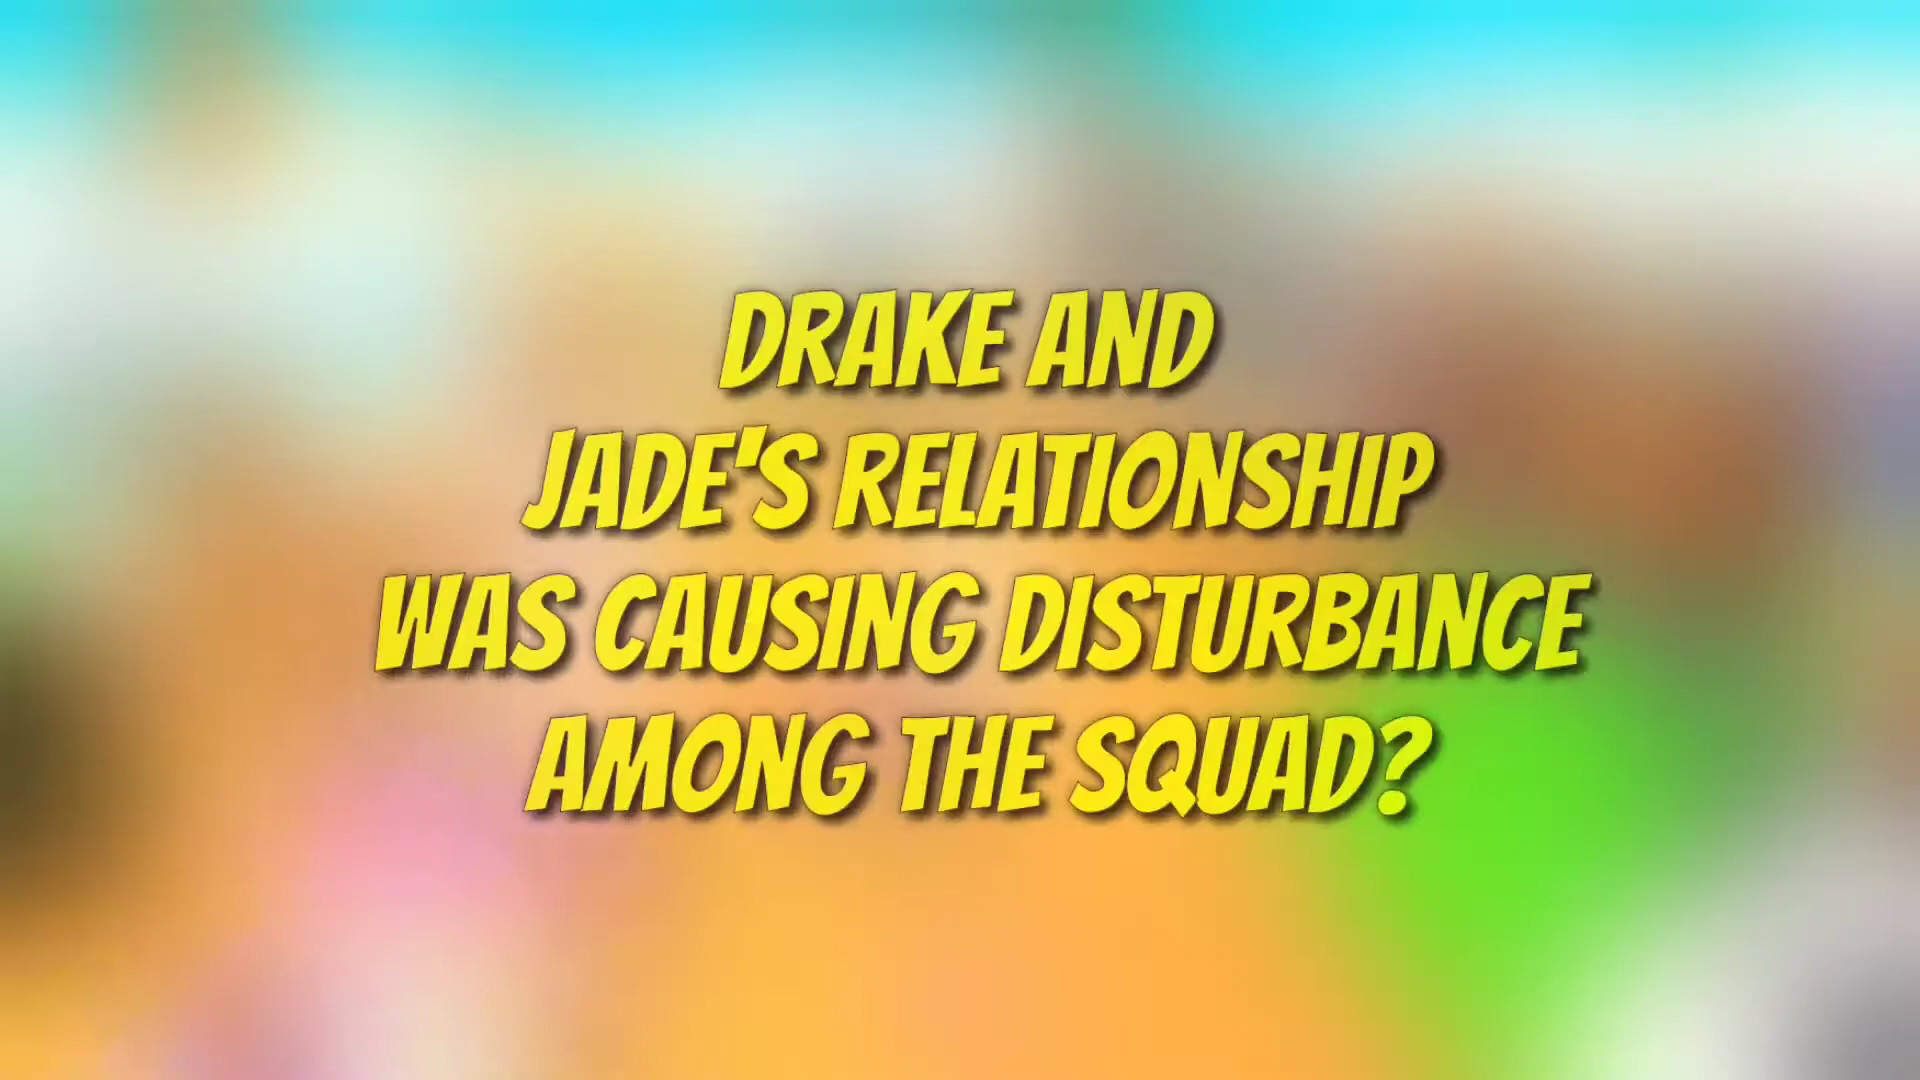 DRAKE AND
JADE'S RELATIONSHIP
WAS CAUSING DISTURBANCE
AMONG THE SQUAD?